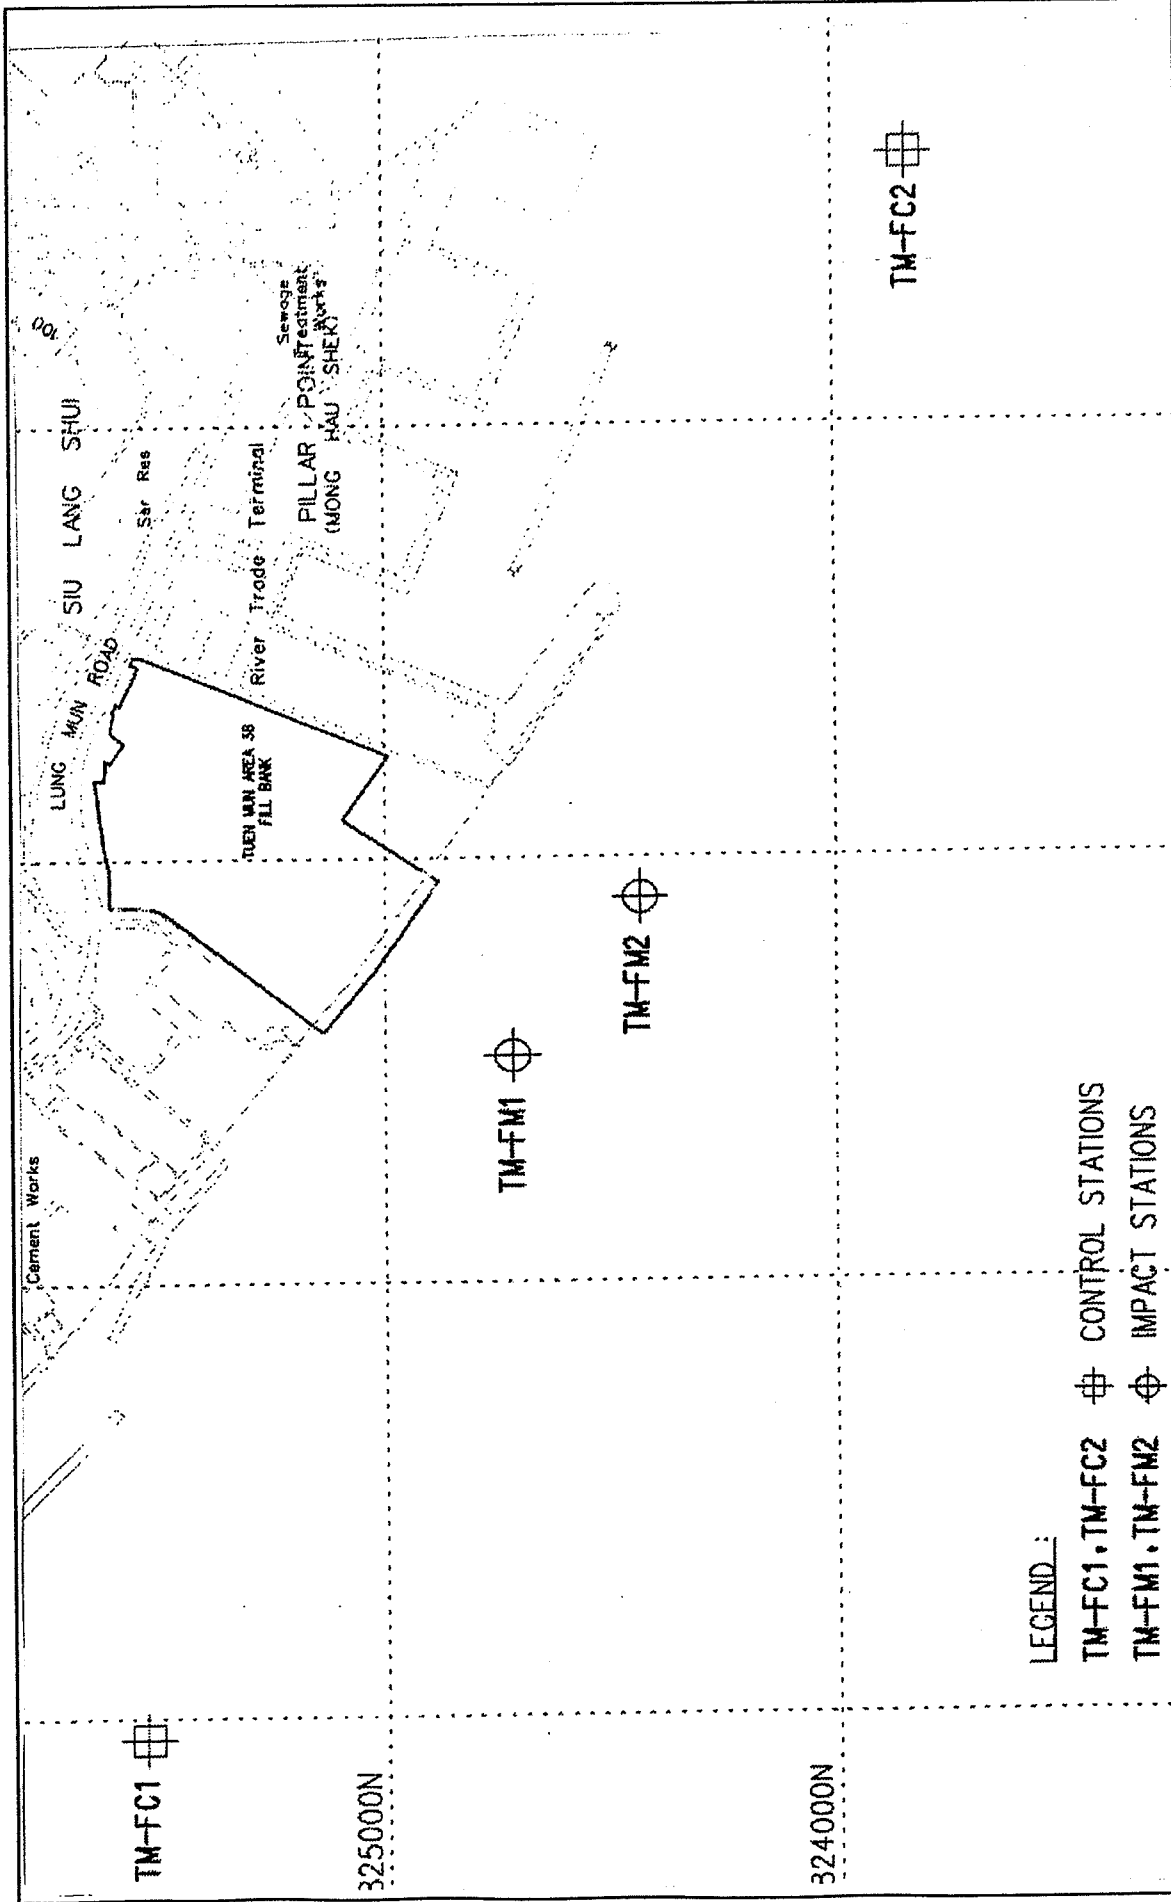 100
SIU LANG SHUI
Ser Res
LUNG MUN ROAD
Cement Works
Sewage
Treatment
Works
PILLAR POINT
(MONG HAU SHEK)
River Trade Terminal
TUEN MUN AREA 38
FILL BANK
TM-FC1
TM-FM1
TM-FM2
TM-FC2
325000N
324000N
LEGEND :
TM-FC1,TM-FC2 CONTROL STATIONS
TM-FM1,TM-FM2 IMPACT STATIONS